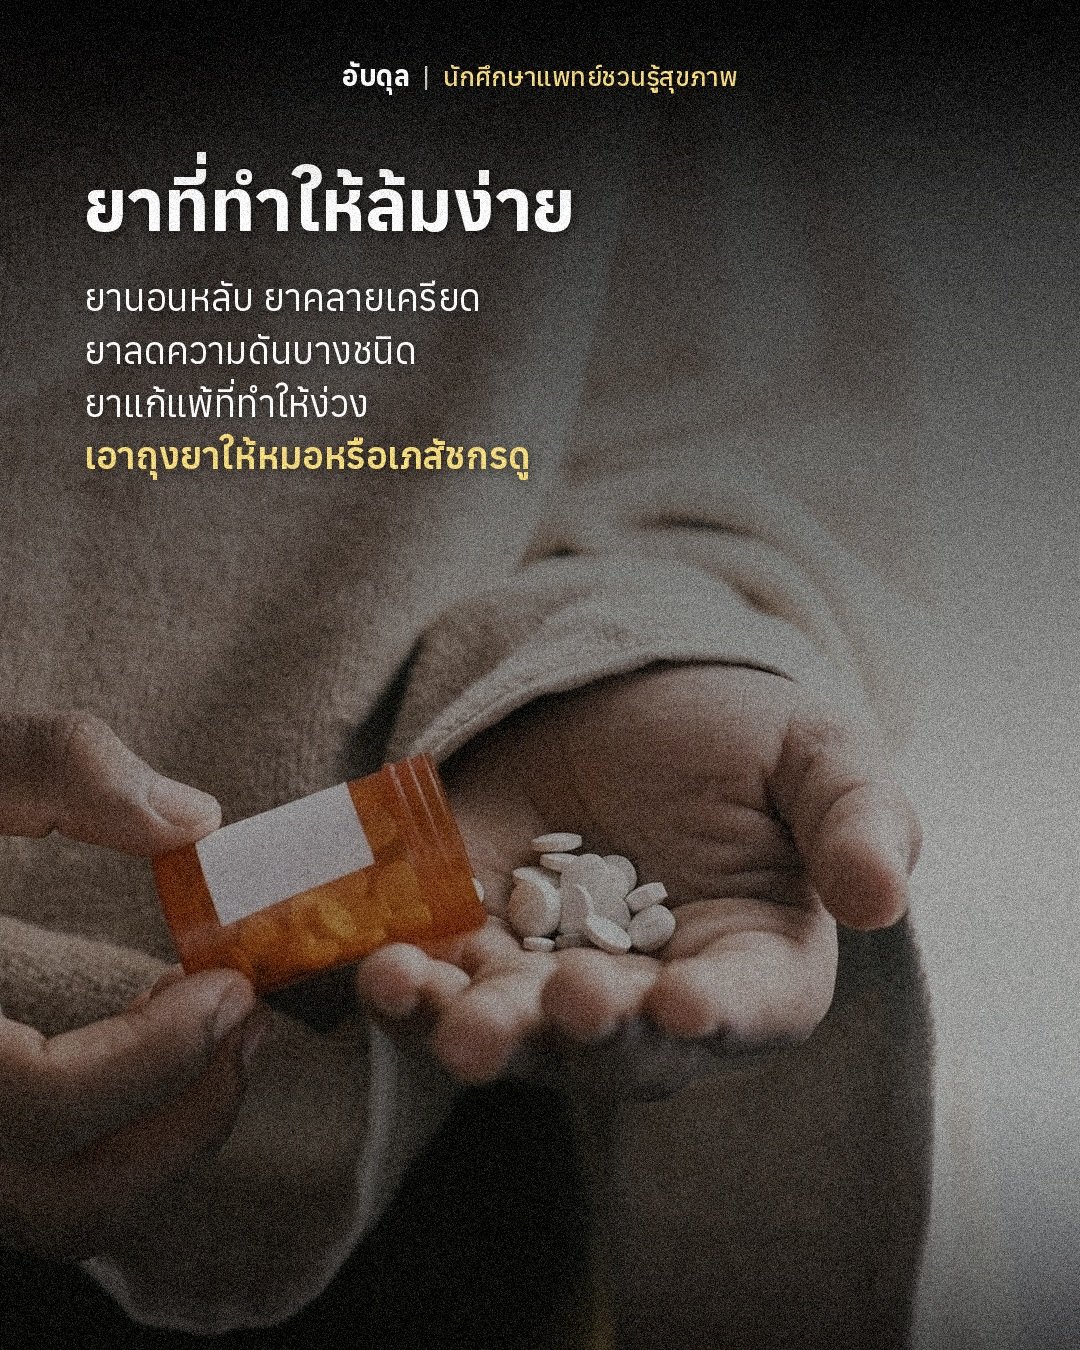 อับดุล | นักศึกษาแพทย์ชวนรู้สุขภาพ
ยาที่ทำให้ล้มง่าย
ยานอนหลับ ยาคลายเครียด
ยาลดความดันบางชนิด
ยาแก้แพ้ที่ทำให้ง่วง
เอาถุงยาให้หมอหรือเภสัชกรดู